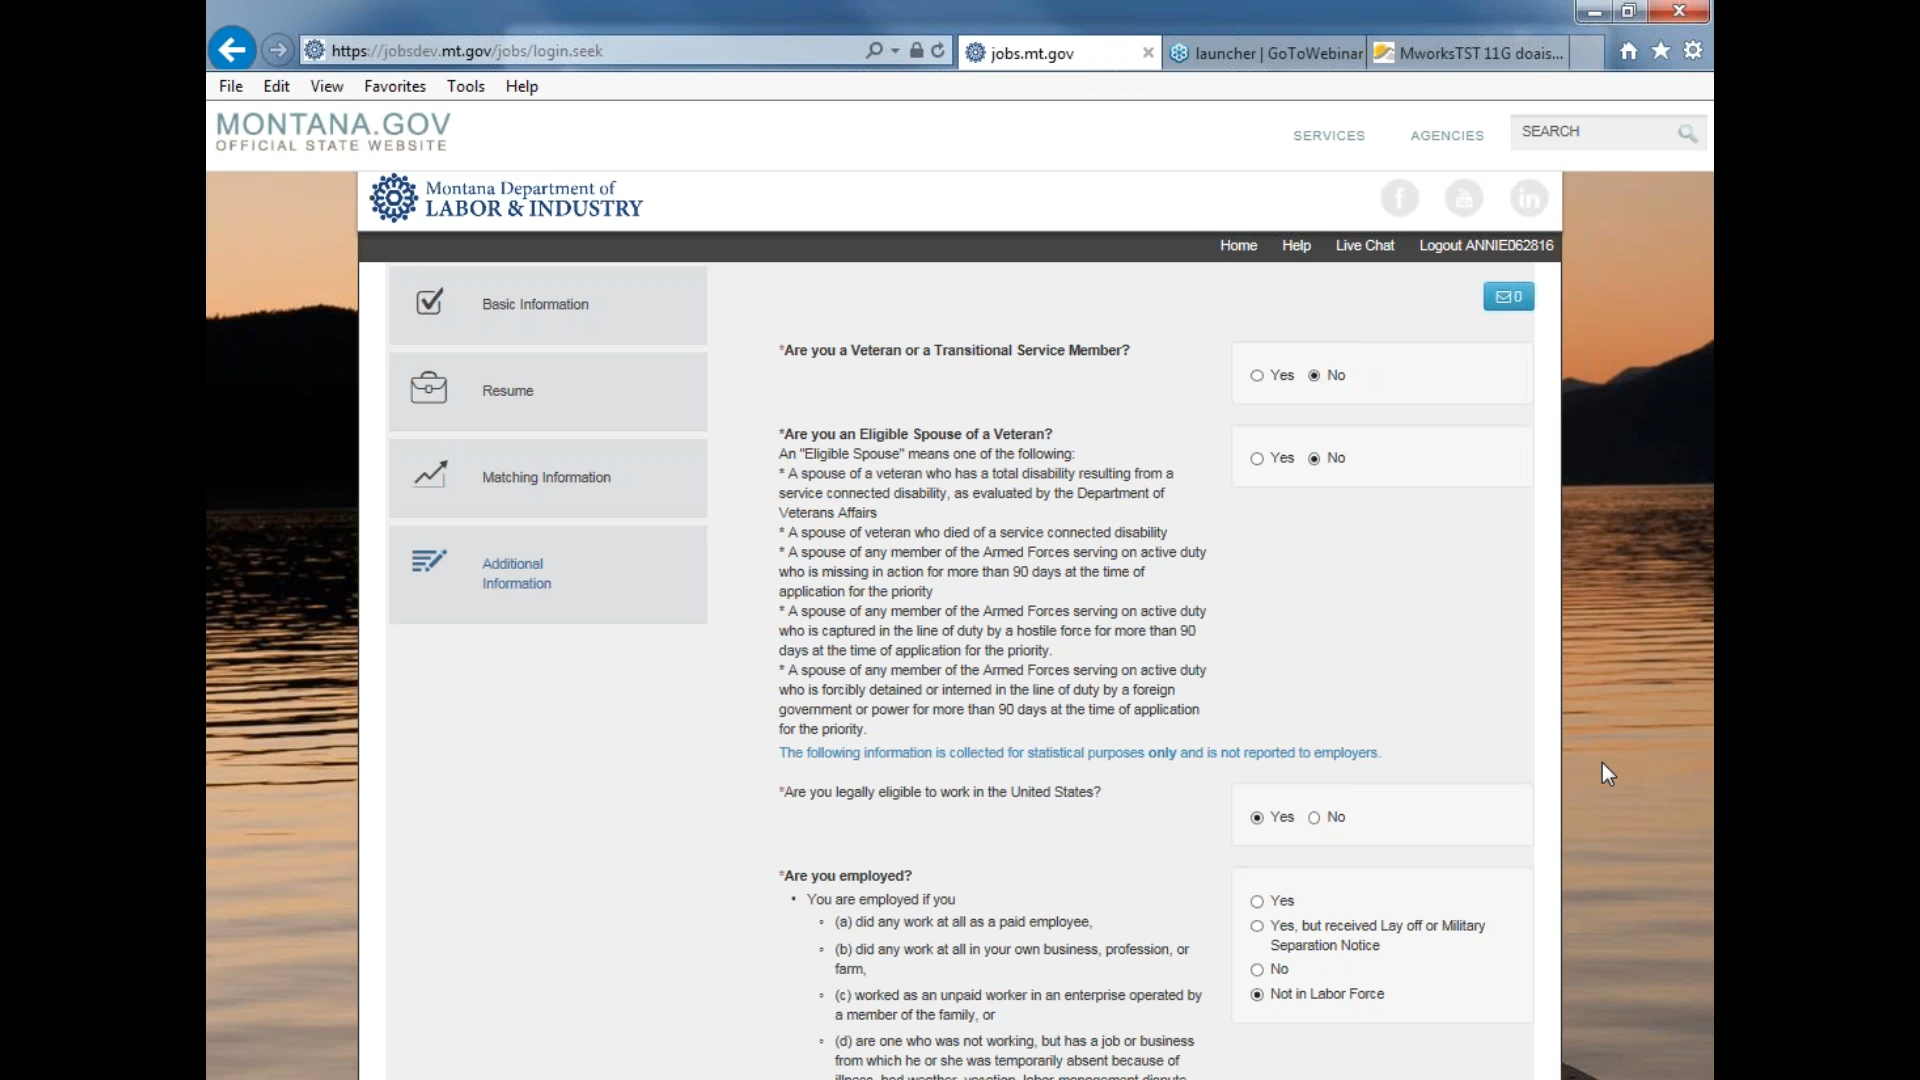 https://jobsdev.mt.gov/jobs/login.seek
jobs.mt.gov
launcher | GoToWebinar
MworksTST 11G doais...
File Edit View Favorites Tools Help
MONTANA.GOV
OFFICIAL STATE WEBSITE
SERVICES
AGENCIES
SEARCH
Montana Department of
LABOR & INDUSTRY
f
You
in
Home Help Live Chat Logout ANNIE062816
Basic Information
Resume
Matching Information
Additional
Information
0
*Are you a Veteran or a Transitional Service Member?
Yes No
*Are you an Eligible Spouse of a Veteran?
Yes No
An "Eligible Spouse" means one of the following:
* A spouse of a veteran who has a total disability resulting from a
service connected disability, as evaluated by the Department of
Veterans Affairs
* A spouse of veteran who died of a service connected disability
* A spouse of any member of the Armed Forces serving on active duty
who is missing in action for more than 90 days at the time of
application for the priority
* A spouse of any member of the Armed Forces serving on active duty
who is captured in the line of duty by a hostile force for more than 90
days at the time of application for the priority.
* A spouse of any member of the Armed Forces serving on active duty
who is forcibly detained or interned in the line of duty by a foreign
government or power for more than 90 days at the time of application
for the priority.
The following information is collected for statistical purposes only and is not reported to employers.
*Are you legally eligible to work in the United States?
Yes No
*Are you employed?
• You are employed if you
◦ (a) did any work at all as a paid employee,
◦ (b) did any work at all in your own business, profession, or
farm,
◦ (c) worked as an unpaid worker in an enterprise operated by
a member of the family, or
◦ (d) are one who was not working, but has a job or business
from which he or she was temporarily absent because of
illness, bad weather, vacation, labor-management dispute,
Yes
Yes, but received Lay off or Military
Separation Notice
No
Not in Labor Force